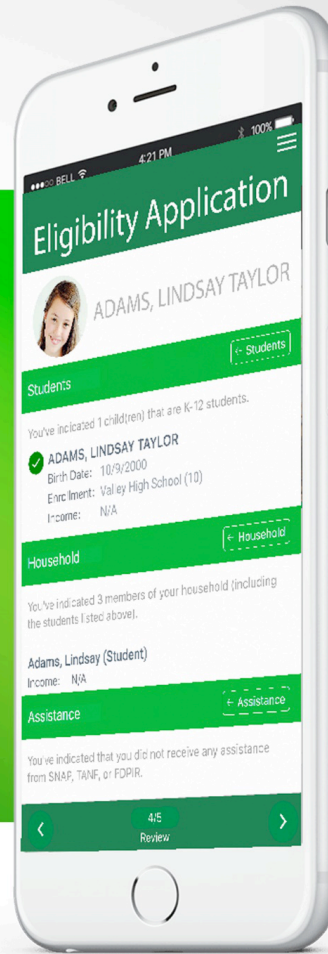 ●●●○○ BELL 4:21 PM 100%
Eligibility Application
ADAMS, LINDSAY TAYLOR
Students ← Students
You've indicated 1 child(ren) that are K-12 students.
ADAMS, LINDSAY TAYLOR
Birth Date: 10/9/2000
Enrollment: Valley High School (10)
Income: N/A
Household ← Household
You've indicated 3 members of your household (including
the students listed above).
Adams, Lindsay (Student)
Income: N/A
Assistance ← Assistance
You've indicated that you did not receive any assistance
from SNAP, TANF, or FDPIR.
4/5
Review